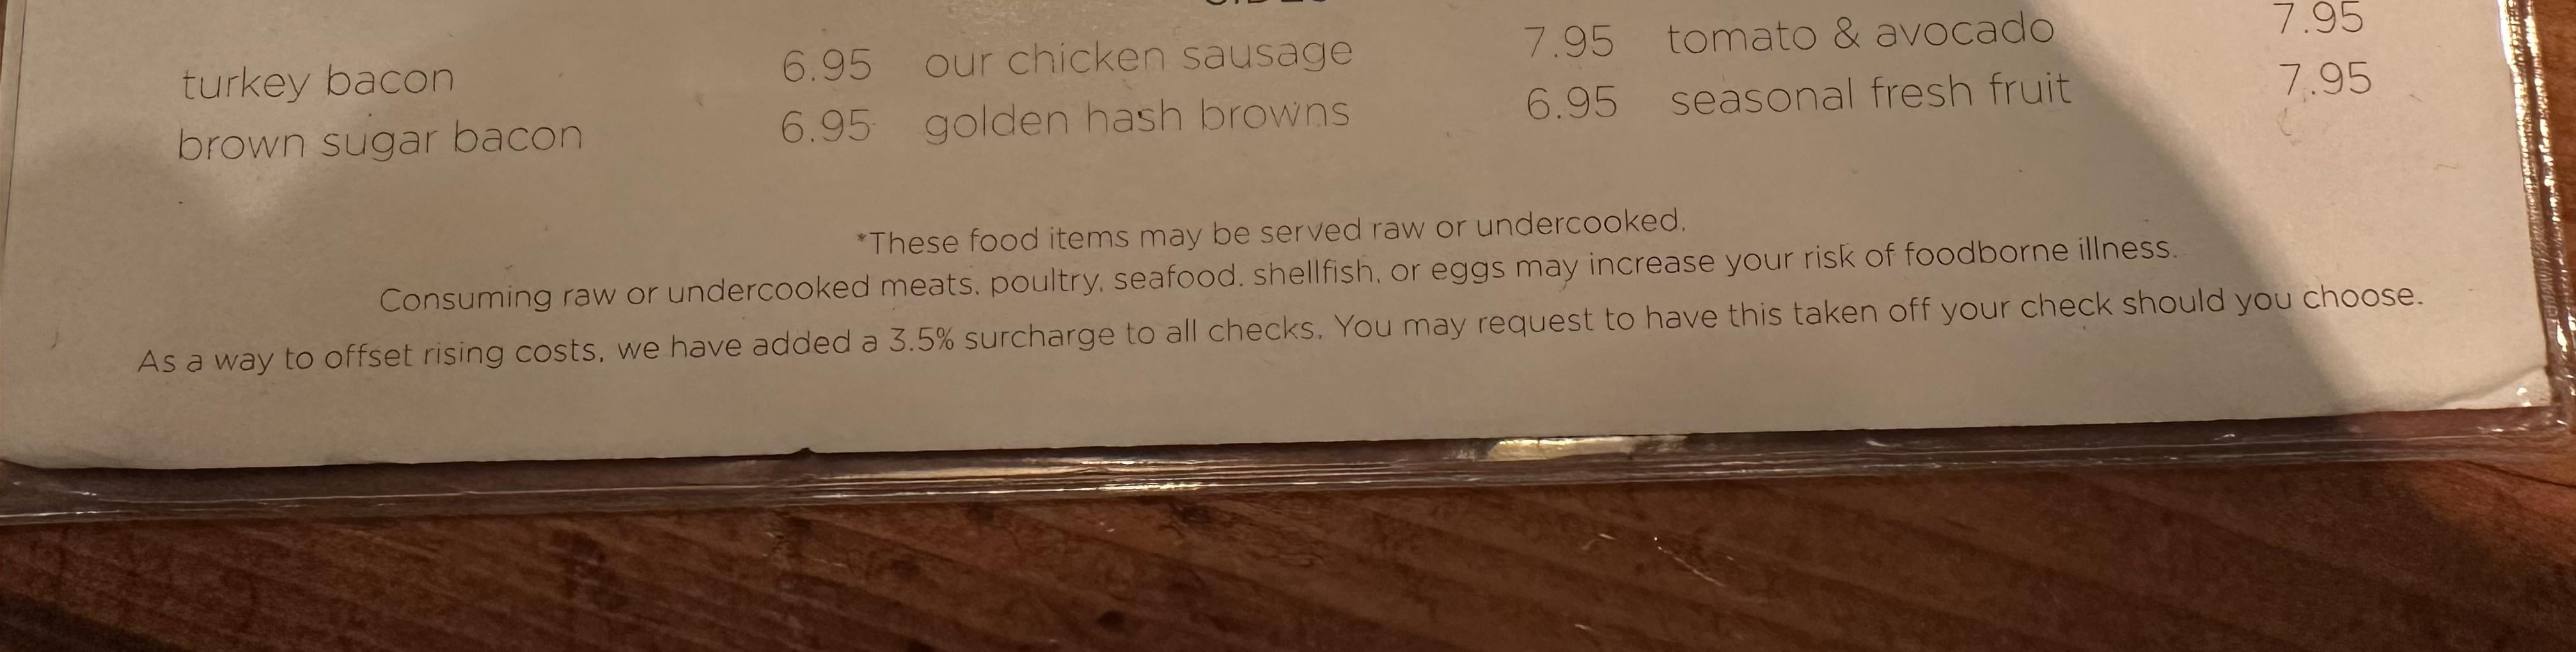 turkey bacon 6.95 our chicken sausage 7.95 tomato & avocado 7.95
brown sugar bacon 6.95 golden hash browns 6.95 seasonal fresh fruit 7.95
*These food items may be served raw or undercooked.
Consuming raw or undercooked meats, poultry, seafood, shellfish, or eggs may increase your risk of foodborne illness.
As a way to offset rising costs, we have added a 3.5% surcharge to all checks. You may request to have this taken off your check should you choose.